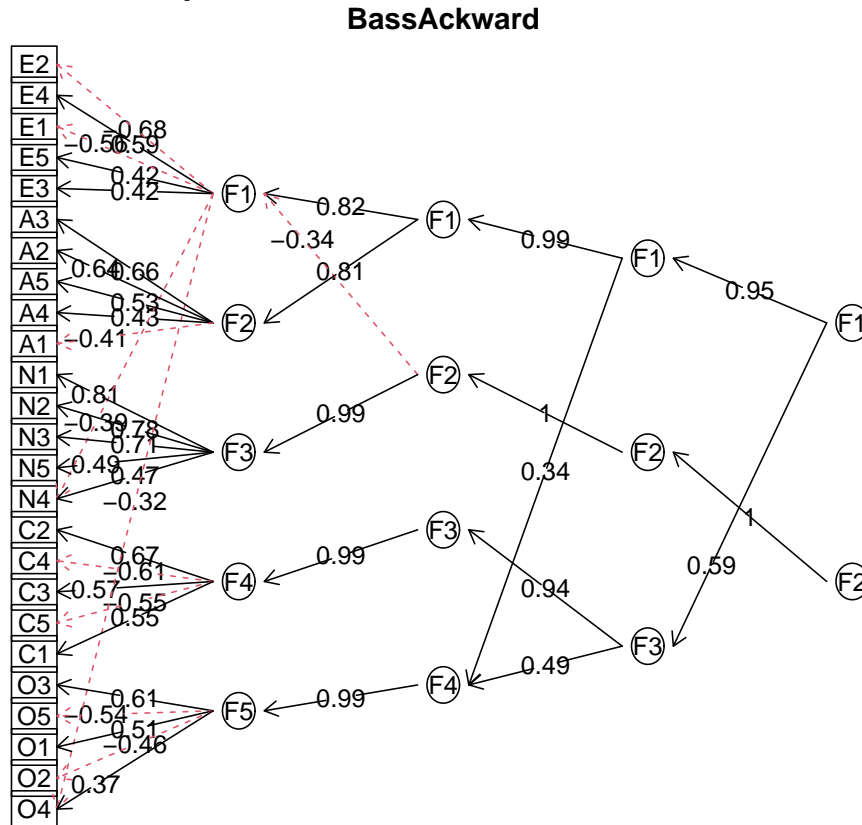 BassAckward
E2
E4
E1
E5
E3
A3
A2
A5
A4
A1
N1
N2
N3
N5
N4
C2
C4
C3
C5
C1
O3
O5
O1
O2
O4
−0.68
0.59
−0.56
0.42
0.42
0.66
0.64
0.53
0.43
−0.41
0.81
−0.39
0.78
0.71
0.49
0.47
−0.32
0.67
−0.61
0.57
−0.55
0.55
0.61
−0.54
0.51
−0.46
0.37
F1
F2
F3
F4
F5
0.82
−0.34
0.81
0.99
0.99
0.99
F1
F2
F3
F4
0.99
1
0.34
0.94
0.49
F1
F2
F3
0.95
1
0.59
F1
F2